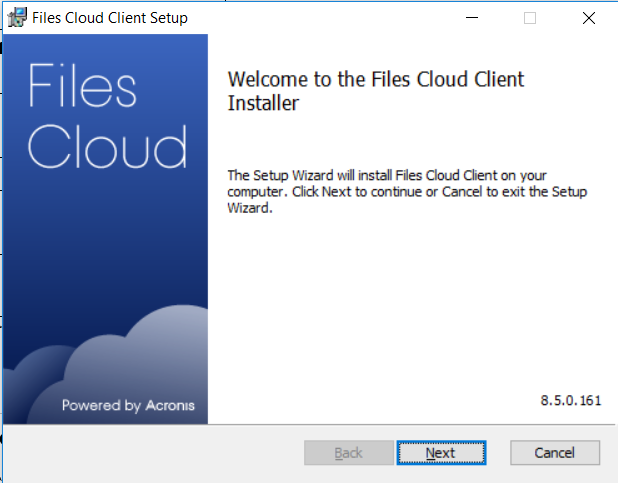 Files Cloud Client Setup
Files
Cloud
Welcome to the Files Cloud Client
Installer
The Setup Wizard will install Files Cloud Client on your
computer. Click Next to continue or Cancel to exit the Setup
Wizard.
Powered by Acronis
8.5.0.161
Back
Next
Cancel